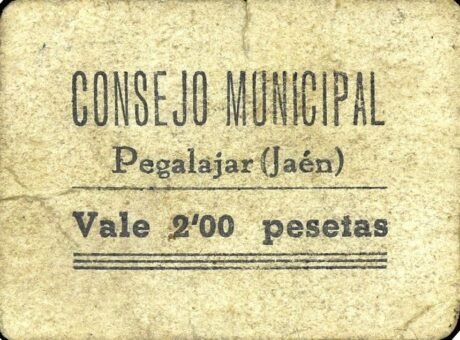 CONSEJO MUNICIPAL
Pegalajar (Jaén)
Vale 2'00 pesetas